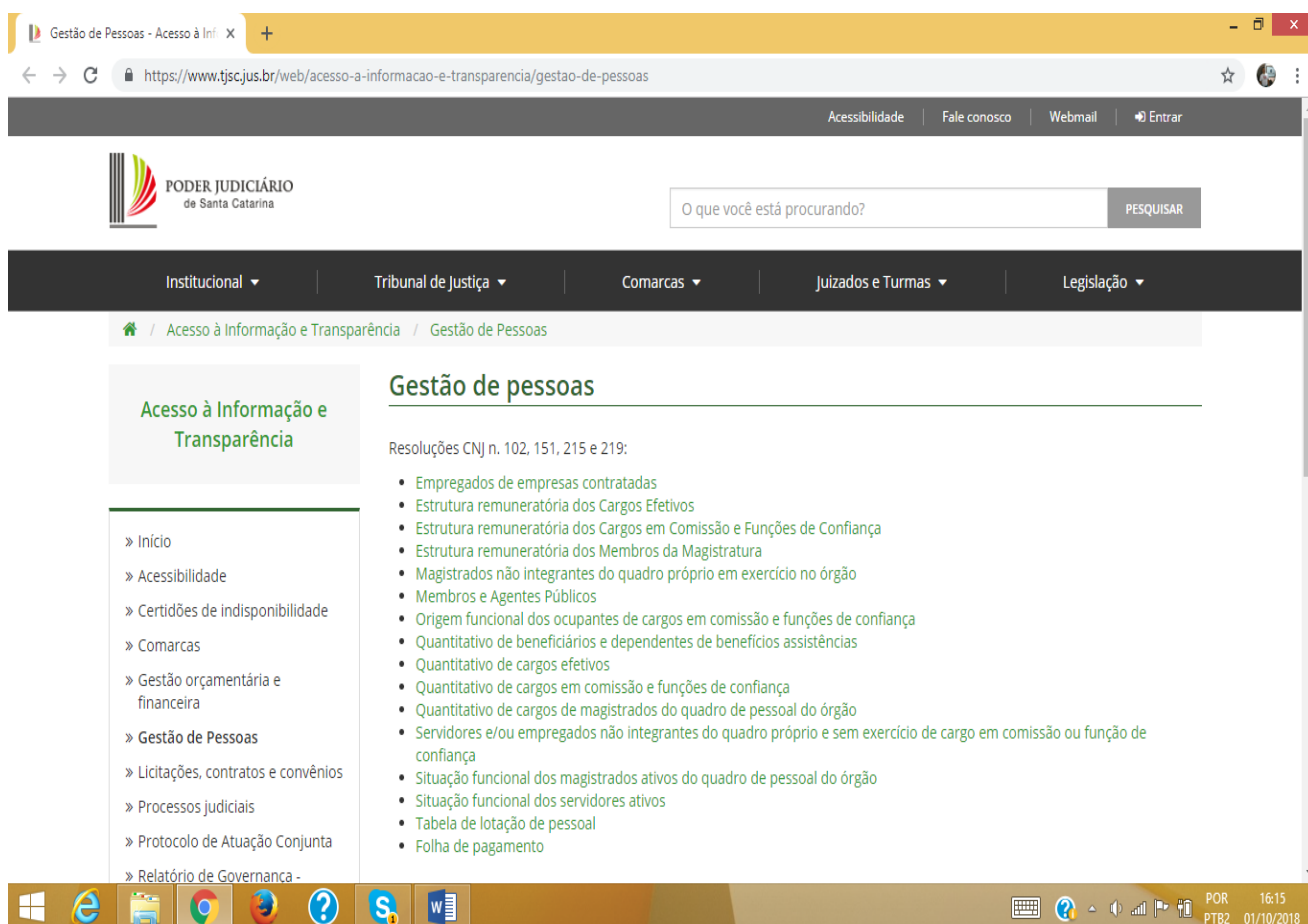 Gestão de Pessoas - Acesso à Inf
https://www.tjsc.jus.br/web/acesso-a-informacao-e-transparencia/gestao-de-pessoas
Acessibilidade Fale conosco Webmail Entrar
PODER JUDICIÁRIO
de Santa Catarina
O que você está procurando? PESQUISAR
Institucional Tribunal de Justiça Comarcas Juizados e Turmas Legislação
/ Acesso à Informação e Transparência / Gestão de Pessoas
Acesso à Informação e
Transparência
» Início
» Acessibilidade
» Certidões de indisponibilidade
» Comarcas
» Gestão orçamentária e
financeira
» Gestão de Pessoas
» Licitações, contratos e convênios
» Processos judiciais
» Protocolo de Atuação Conjunta
» Relatório de Governança -
Gestão de pessoas
Resoluções CNJ n. 102, 151, 215 e 219:
• Empregados de empresas contratadas
• Estrutura remuneratória dos Cargos Efetivos
• Estrutura remuneratória dos Cargos em Comissão e Funções de Confiança
• Estrutura remuneratória dos Membros da Magistratura
• Magistrados não integrantes do quadro próprio em exercício no órgão
• Membros e Agentes Públicos
• Origem funcional dos ocupantes de cargos em comissão e funções de confiança
• Quantitativo de beneficiários e dependentes de benefícios assistências
• Quantitativo de cargos efetivos
• Quantitativo de cargos em comissão e funções de confiança
• Quantitativo de cargos de magistrados do quadro de pessoal do órgão
• Servidores e/ou empregados não integrantes do quadro próprio e sem exercício de cargo em comissão ou função de
confiança
• Situação funcional dos magistrados ativos do quadro de pessoal do órgão
• Situação funcional dos servidores ativos
• Tabela de lotação de pessoal
• Folha de pagamento
POR 16:15
PTB2 01/10/2018